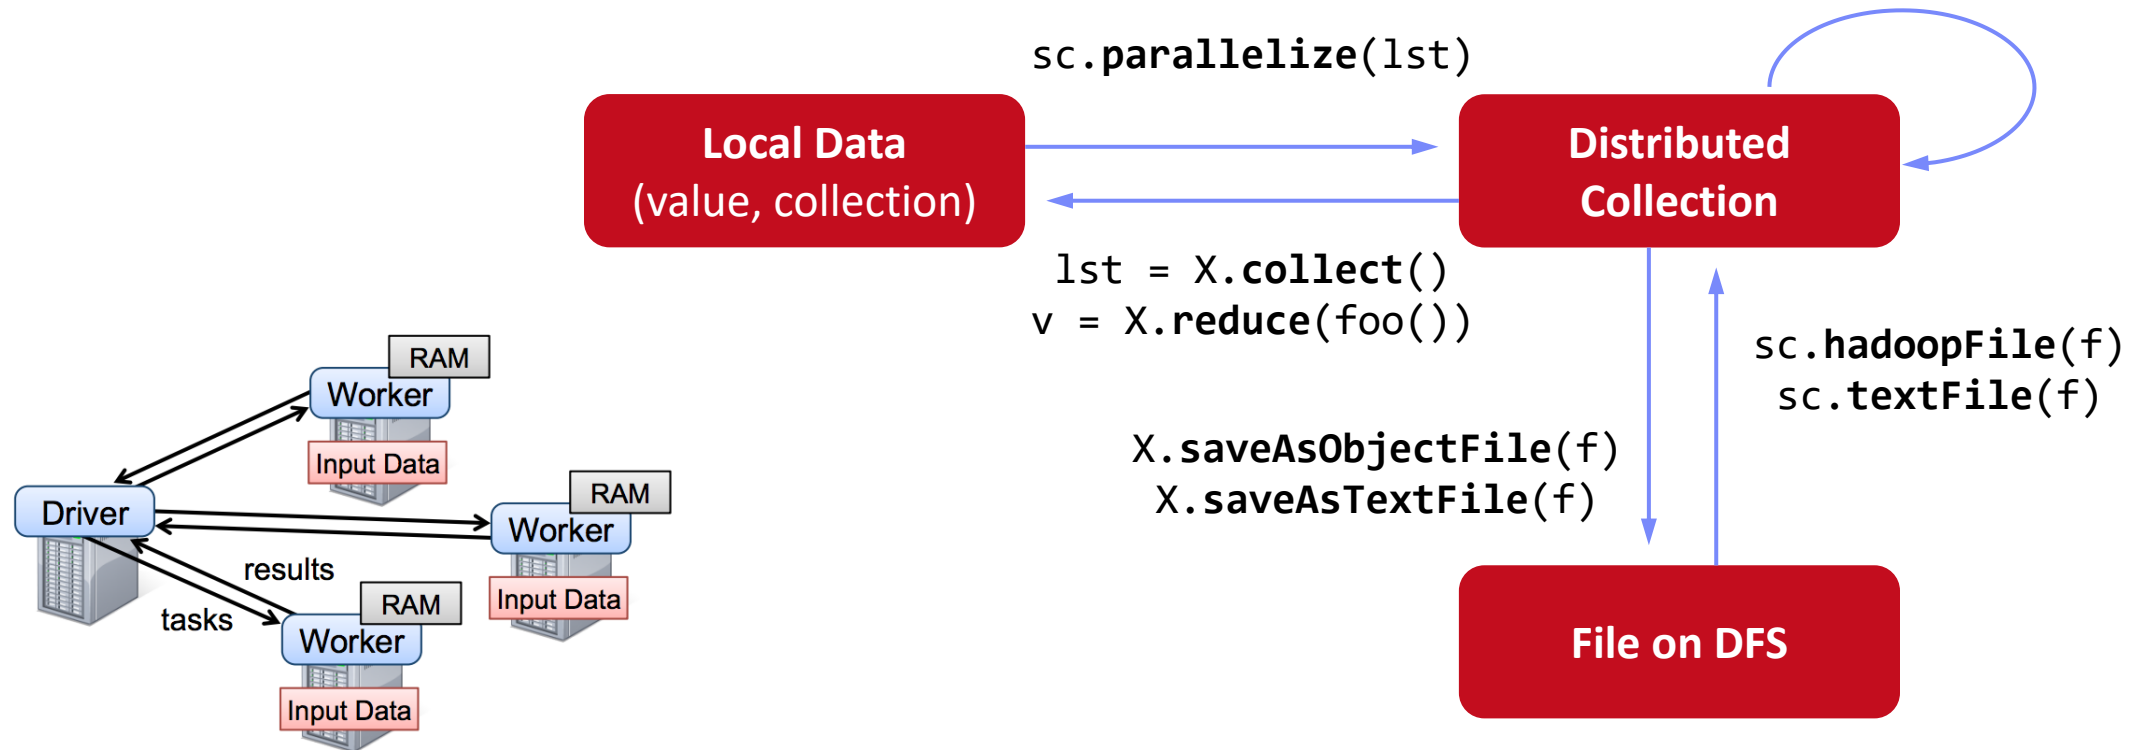 sc.parallelize(lst)
Local Data
(value, collection)
Distributed
Collection
lst = X.collect()
v = X.reduce(foo())
sc.hadoopFile(f)
sc.textFile(f)
X.saveAsObjectFile(f)
X.saveAsTextFile(f)
File on DFS
RAM
Worker
Input Data
Driver
RAM
Worker
Input Data
results
tasks
RAM
Worker
Input Data